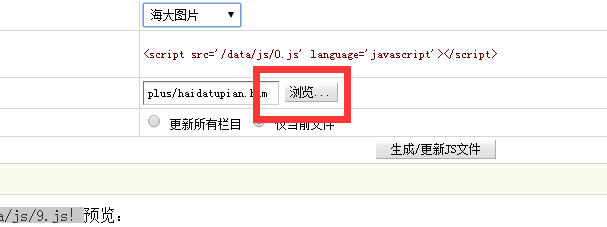 海大图片
<script src='/data/js/0.js' language='javascript'></script>
plus/haidatupian.htm 浏览...
更新所有栏目 仅当前文件
生成/更新JS文件
a/js/9.js! 预览：